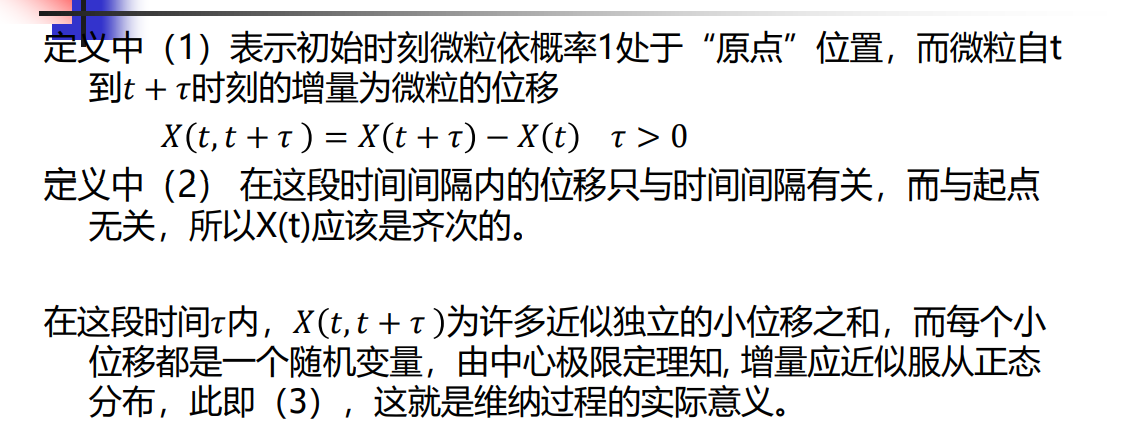 定义中（1）表示初始时刻微粒依概率1处于“原点”位置，而微粒自t
到𝑡 + 𝜏时刻的增量为微粒的位移
𝑋(𝑡, 𝑡 + 𝜏 ) = 𝑋(𝑡 + 𝜏) − 𝑋(𝑡) 𝜏 > 0
定义中（2） 在这段时间间隔内的位移只与时间间隔有关，而与起点
无关，所以X(t)应该是齐次的。
在这段时间𝜏内，𝑋(𝑡, 𝑡 + 𝜏 )为许多近似独立的小位移之和，而每个小
位移都是一个随机变量，由中心极限定理知, 增量应近似服从正态
分布，此即（3）, 这就是维纳过程的实际意义。